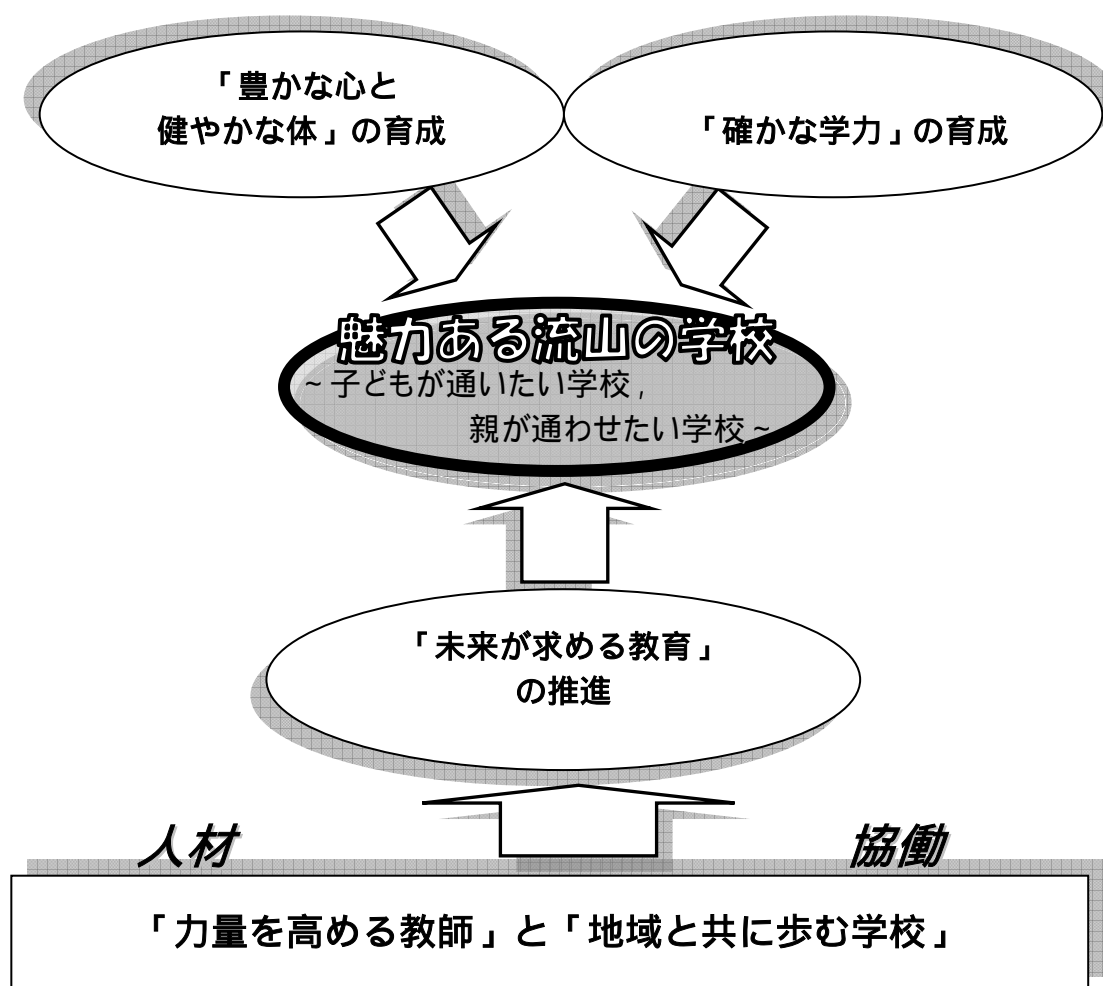 「豊かな心と
健やかな体」の育成
「確かな学力」の育成
魅力ある流山の学校
~子どもが通いたい学校,
親が通わせたい学校~
「未来が求める教育」
の推進
人材
協働
「力量を高める教師」と「地域と共に歩む学校」